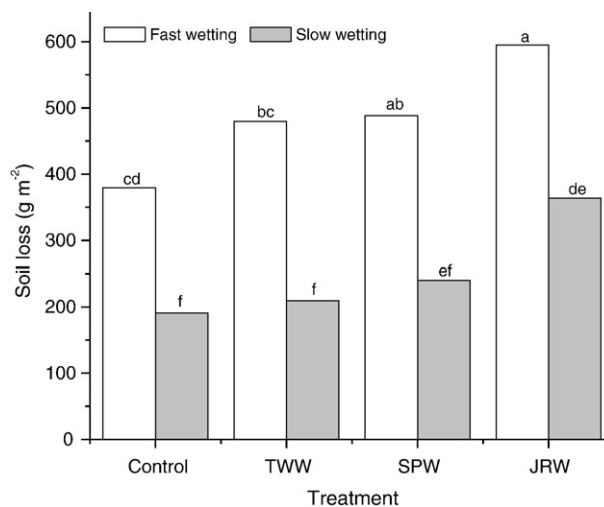 Fast wetting
Slow wetting
600
500
400
300
200
100
0
Soil loss (g m-2)
cd
f
bc
f
ab
ef
a
de
Control
TWW
SPW
JRW
Treatment